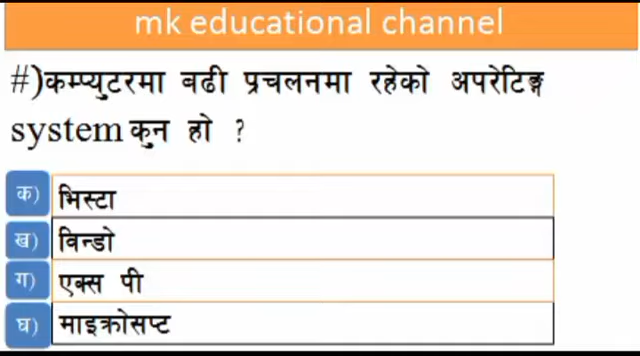 mk educational channel
#)कम्प्युटरमा बढी प्रचलनमा रहेको अपरेटिङ्ग
system कुन हो ?
क) भिस्टा
ख) विन्डो
ग) एक्स पी
घ) माइक्रोसप्ट